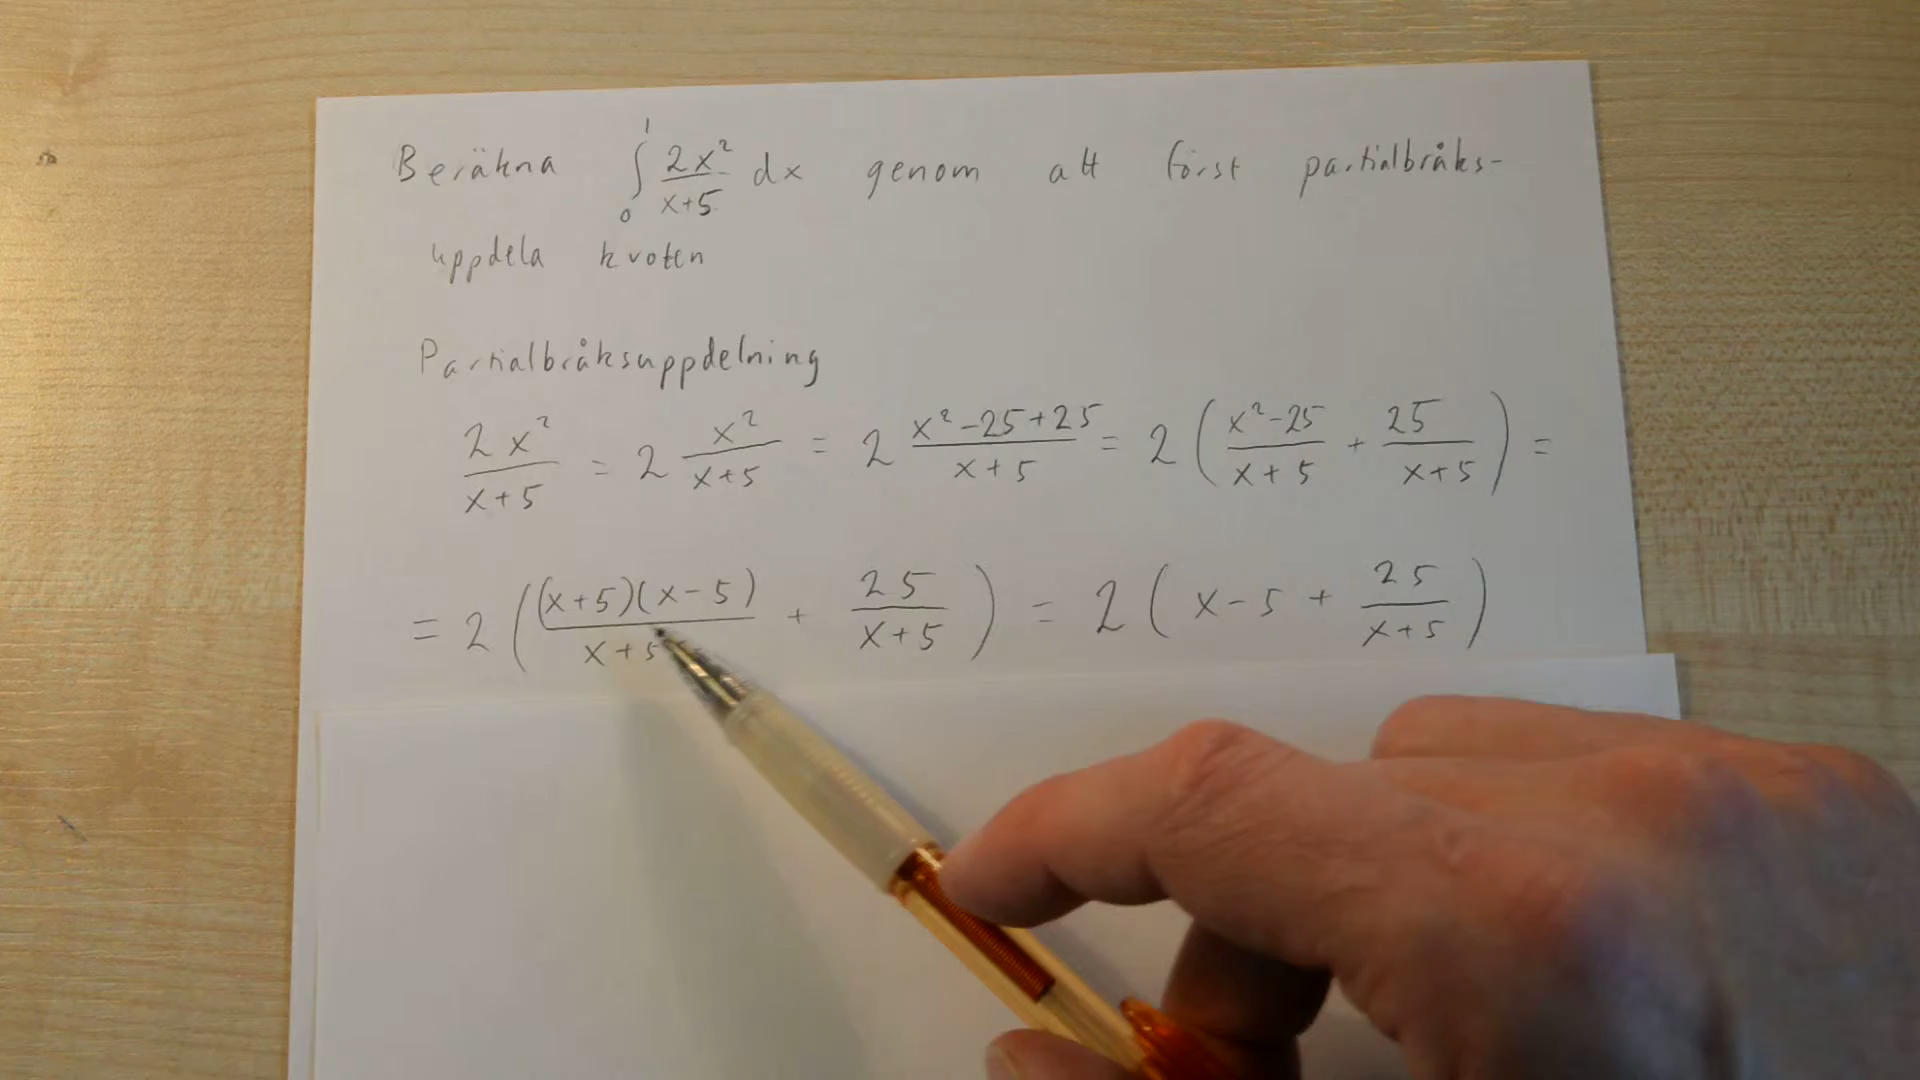 Beräkna ∫₀¹ 2x²/(x+5) dx genom att först partialbråks-
uppdela kvoten
Partialbråksuppdelning
2x²/(x+5) = 2 x²/(x+5) = 2 (x²-25+25)/(x+5) = 2((x²-25)/(x+5) + 25/(x+5)) =
= 2((x+5)(x-5)/(x+5) + 25/(x+5)) = 2(x-5 + 25/(x+5))